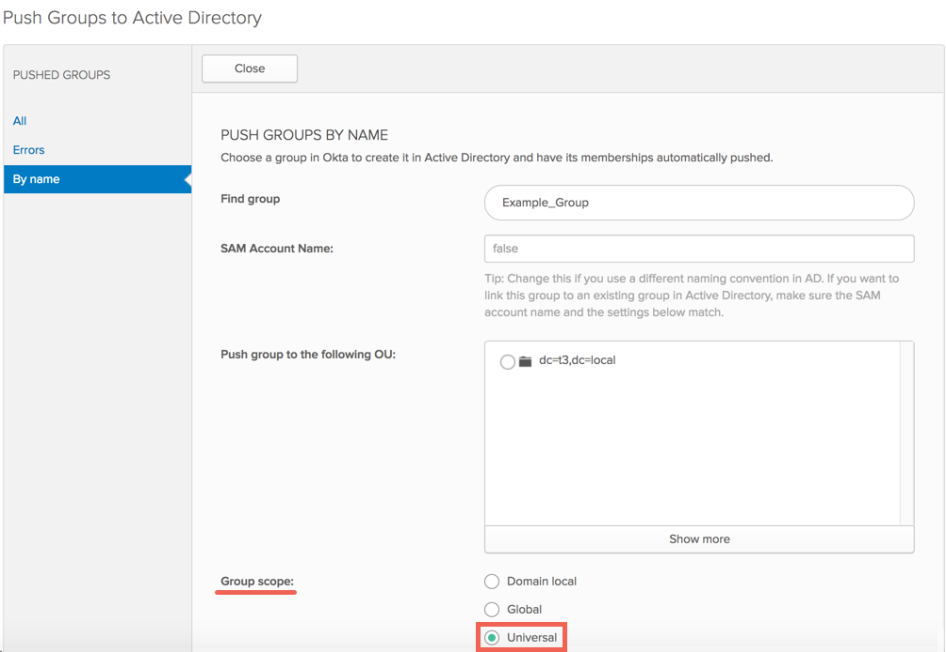 Push Groups to Active Directory
PUSHED GROUPS
All
Errors
By name
Close
PUSH GROUPS BY NAME
Choose a group in Okta to create it in Active Directory and have its memberships automatically pushed.
Find group
Example_Group
SAM Account Name:
false
Tip: Change this if you use a different naming convention in AD. If you want to
link this group to an existing group in Active Directory, make sure the SAM
account name and the settings below match.
Push group to the following OU:
dc=t3,dc=local
Show more
Group scope:
Domain local
Global
Universal